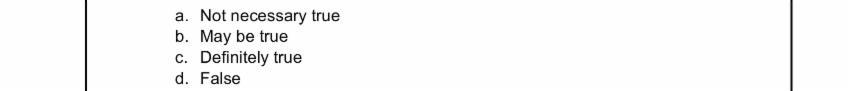 a. Not necessary true
b. May be true
c. Definitely true
d. False